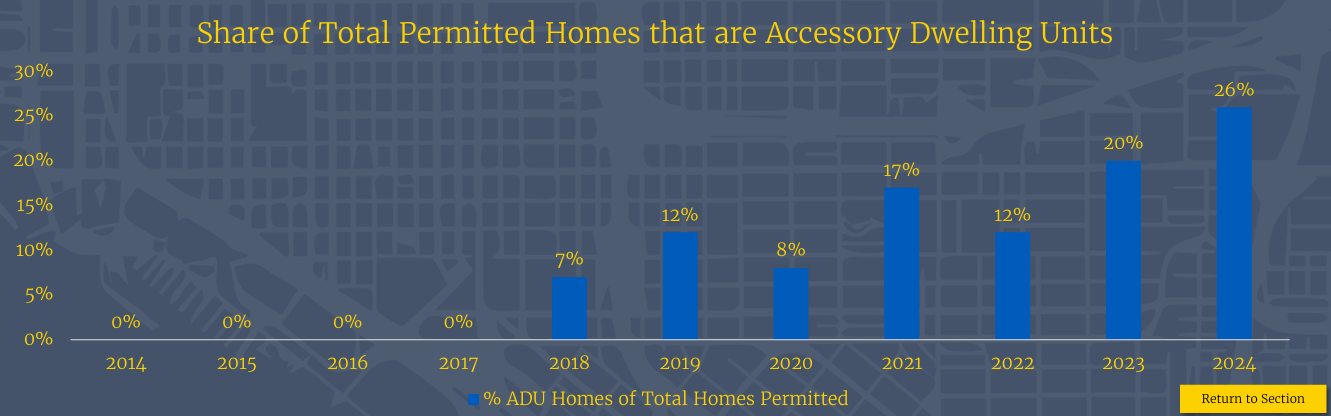 Share of Total Permitted Homes that are Accessory Dwelling Units
30%
25%
20%
15%
10%
5%
0%
0% 0% 0% 0% 7% 12% 8% 17% 12% 20% 26%
2014 2015 2016 2017 2018 2019 2020 2021 2022 2023 2024
% ADU Homes of Total Homes Permitted
Return to Section